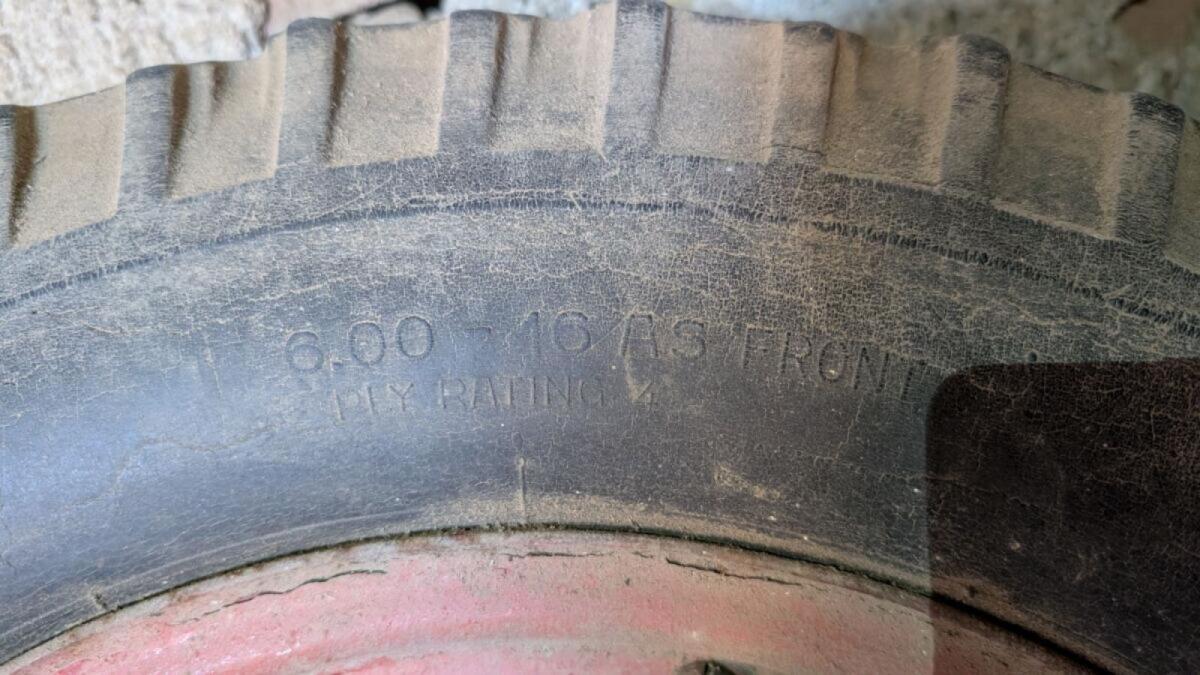 6.00 - 16 AS FRONT
PLY RATING 4